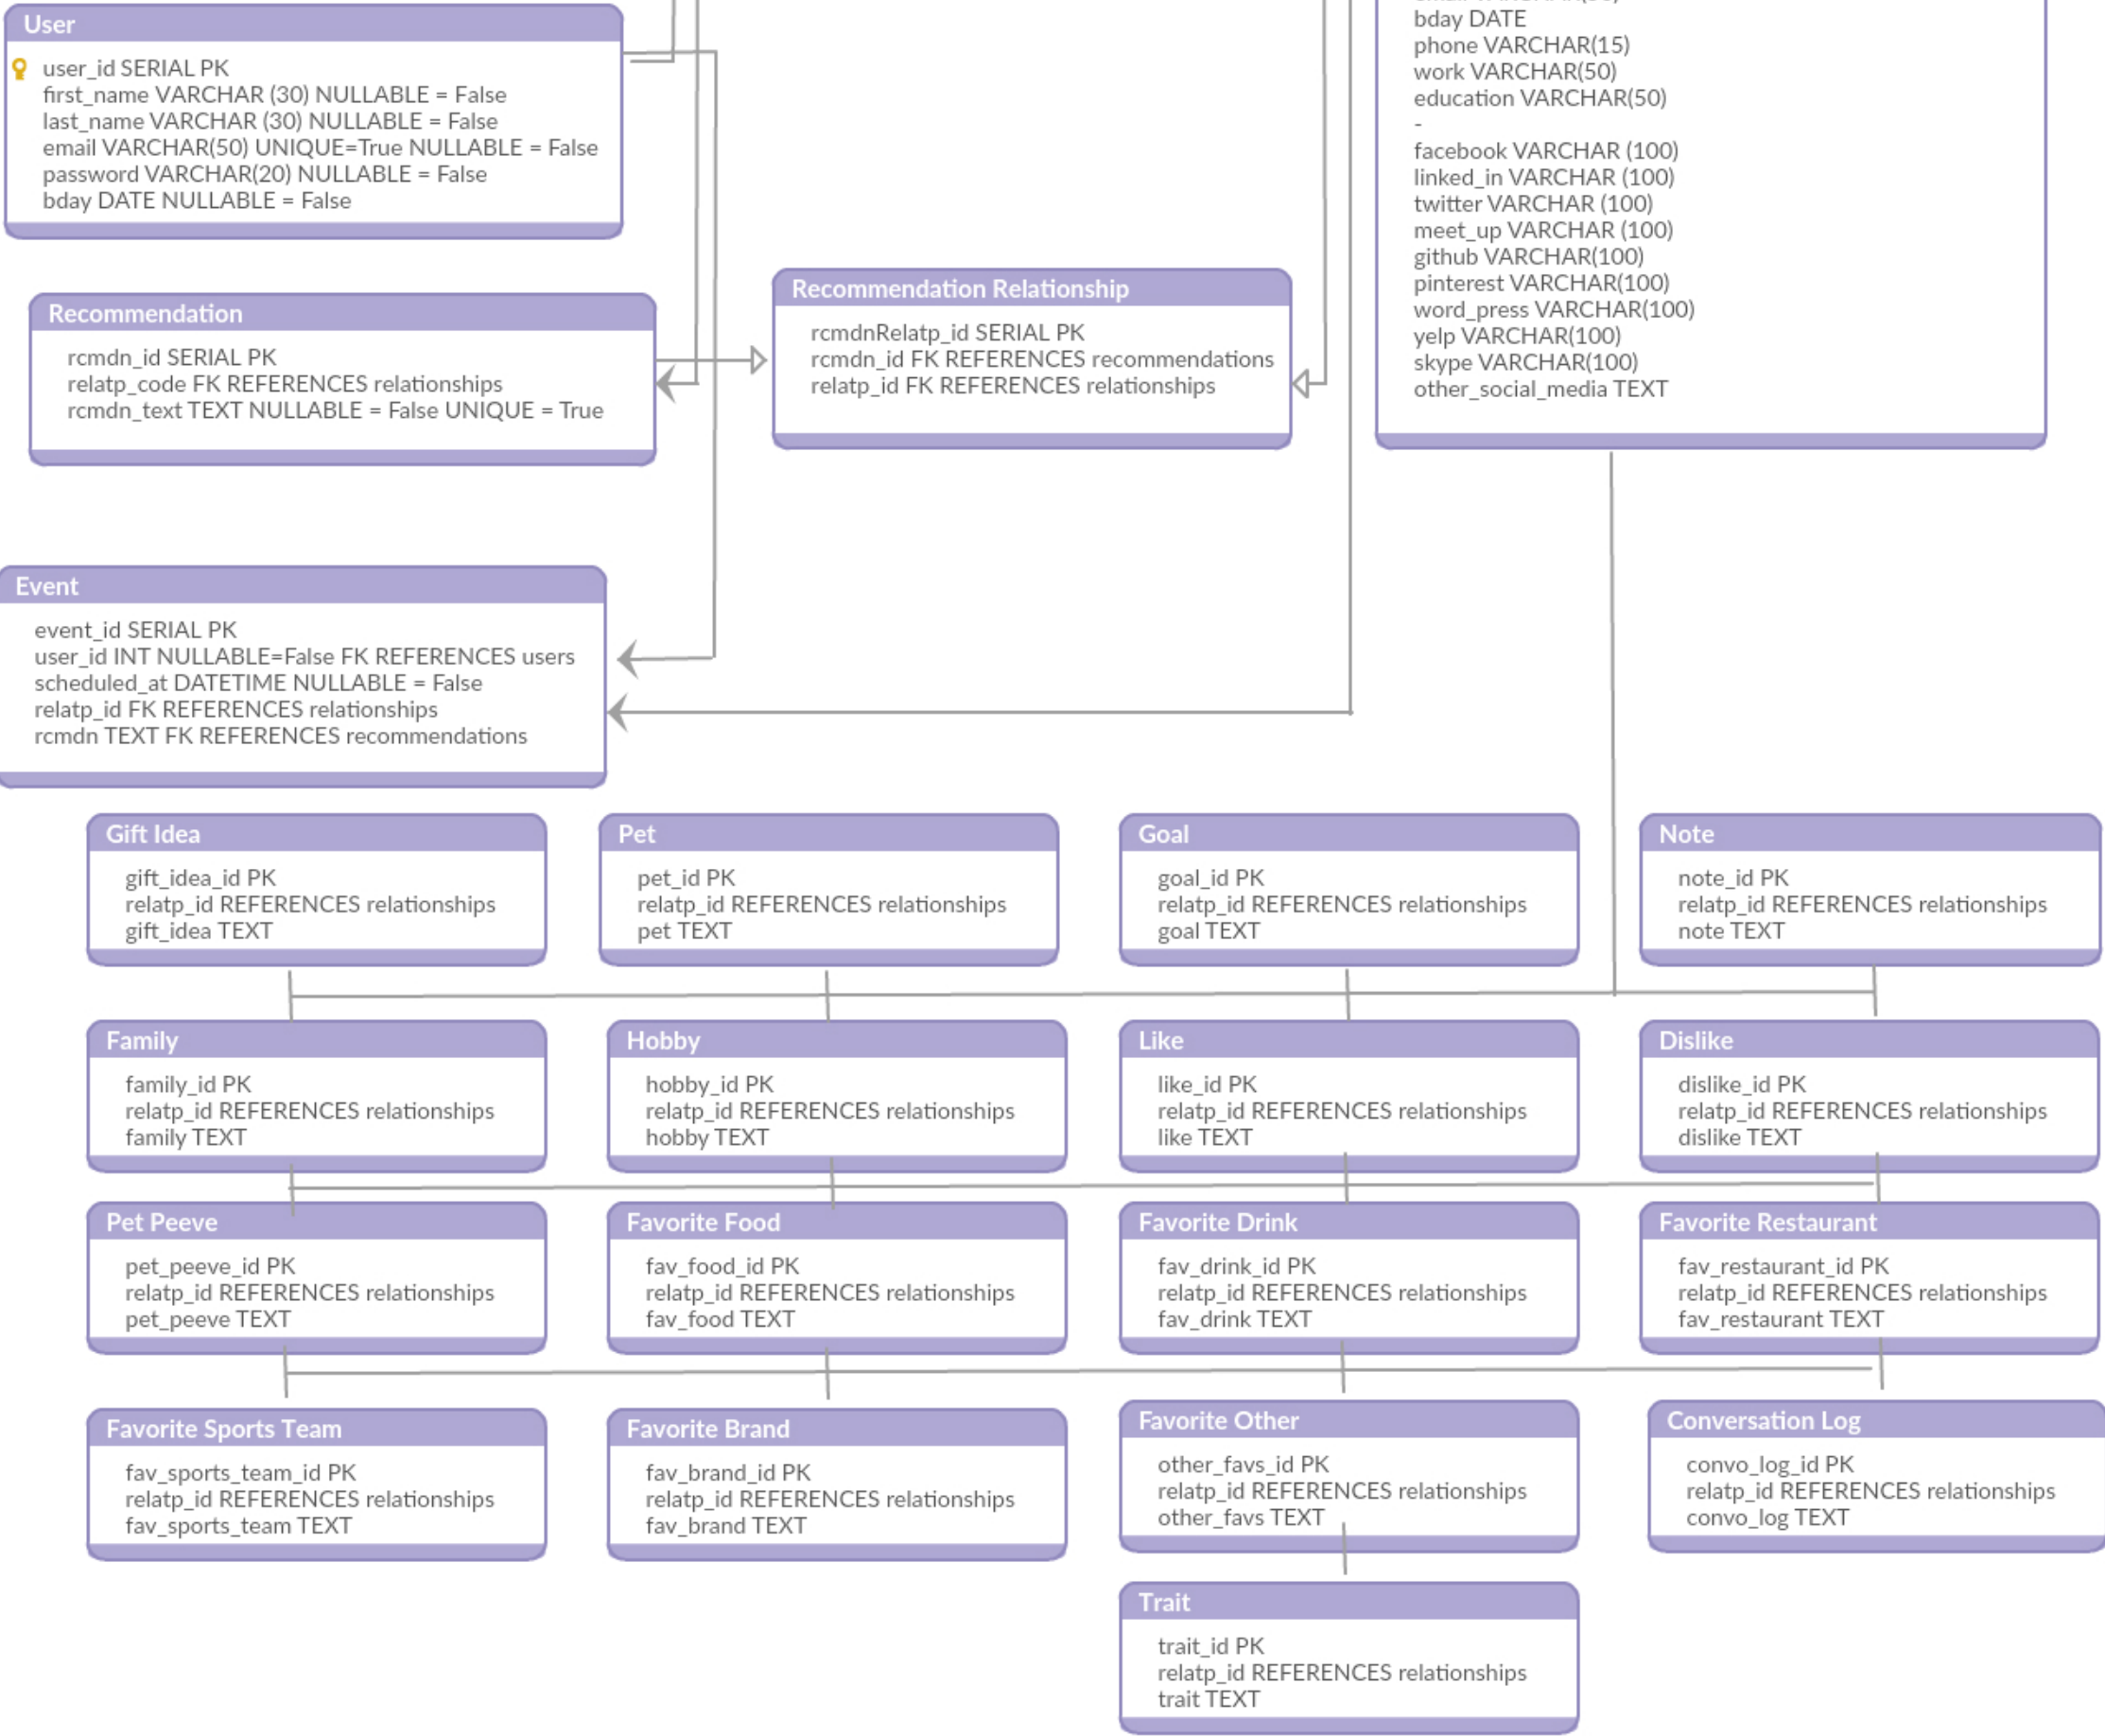 User
user_id SERIAL PK
first_name VARCHAR (30) NULLABLE = False
last_name VARCHAR (30) NULLABLE = False
email VARCHAR(50) UNIQUE=True NULLABLE = False
password VARCHAR(20) NULLABLE = False
bday DATE NULLABLE = False
bday DATE
phone VARCHAR(15)
work VARCHAR(50)
education VARCHAR(50)
-
facebook VARCHAR (100)
linked_in VARCHAR (100)
twitter VARCHAR (100)
meet_up VARCHAR (100)
github VARCHAR(100)
pinterest VARCHAR(100)
word_press VARCHAR(100)
yelp VARCHAR(100)
skype VARCHAR(100)
other_social_media TEXT
Recommendation
rcmdn_id SERIAL PK
relatp_code FK REFERENCES relationships
rcmdn_text TEXT NULLABLE = False UNIQUE = True
Recommendation Relationship
rcmdnRelatp_id SERIAL PK
rcmdn_id FK REFERENCES recommendations
relatp_id FK REFERENCES relationships
Event
event_id SERIAL PK
user_id INT NULLABLE=False FK REFERENCES users
scheduled_at DATETIME NULLABLE = False
relatp_id FK REFERENCES relationships
rcmdn TEXT FK REFERENCES recommendations
Gift Idea
gift_idea_id PK
relatp_id REFERENCES relationships
gift_idea TEXT
Pet
pet_id PK
relatp_id REFERENCES relationships
pet TEXT
Goal
goal_id PK
relatp_id REFERENCES relationships
goal TEXT
Note
note_id PK
relatp_id REFERENCES relationships
note TEXT
Family
family_id PK
relatp_id REFERENCES relationships
family TEXT
Hobby
hobby_id PK
relatp_id REFERENCES relationships
hobby TEXT
Like
like_id PK
relatp_id REFERENCES relationships
like TEXT
Dislike
dislike_id PK
relatp_id REFERENCES relationships
dislike TEXT
Pet Peeve
pet_peeve_id PK
relatp_id REFERENCES relationships
pet_peeve TEXT
Favorite Food
fav_food_id PK
relatp_id REFERENCES relationships
fav_food TEXT
Favorite Drink
fav_drink_id PK
relatp_id REFERENCES relationships
fav_drink TEXT
Favorite Restaurant
fav_restaurant_id PK
relatp_id REFERENCES relationships
fav_restaurant TEXT
Favorite Sports Team
fav_sports_team_id PK
relatp_id REFERENCES relationships
fav_sports_team TEXT
Favorite Brand
fav_brand_id PK
relatp_id REFERENCES relationships
fav_brand TEXT
Favorite Other
other_favs_id PK
relatp_id REFERENCES relationships
other_favs TEXT
Conversation Log
convo_log_id PK
relatp_id REFERENCES relationships
convo_log TEXT
Trait
trait_id PK
relatp_id REFERENCES relationships
trait TEXT